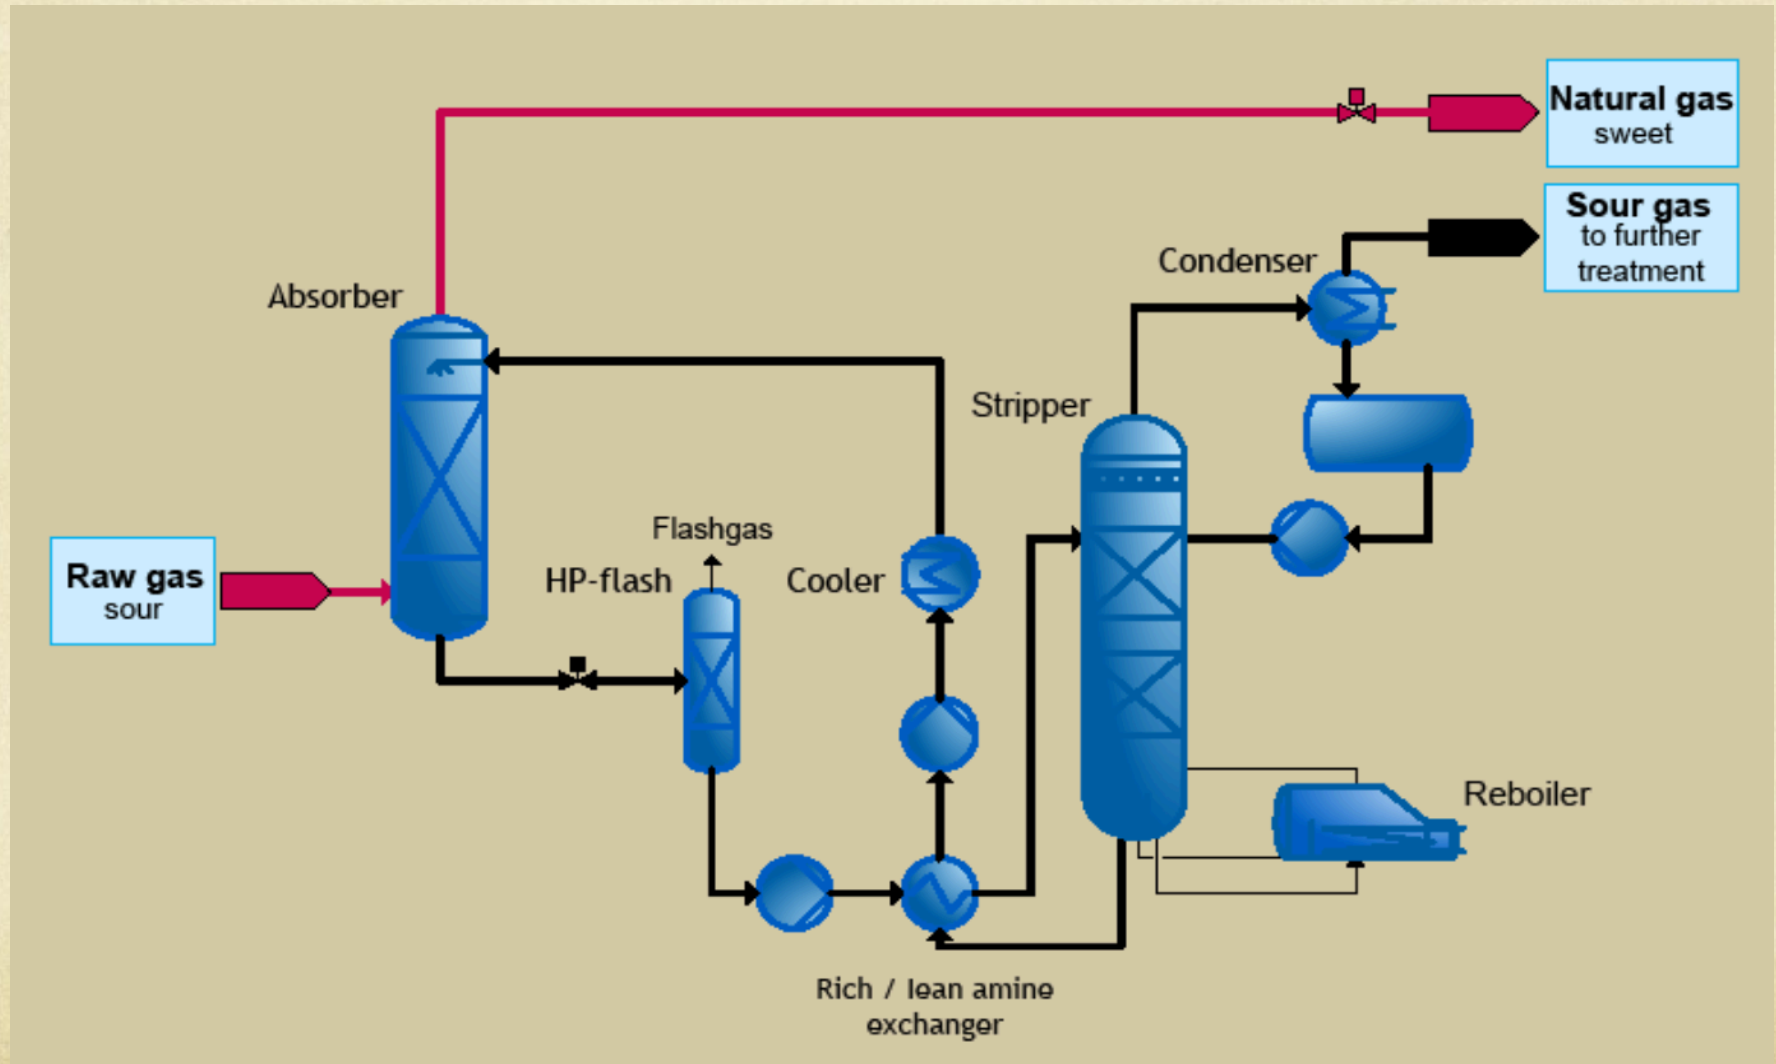 Natural gas
sweet
Sour gas
to further
treatment
Condenser
Absorber
Stripper
Flashgas
HP-flash
Cooler
Raw gas
sour
Reboiler
Rich / lean amine
exchanger